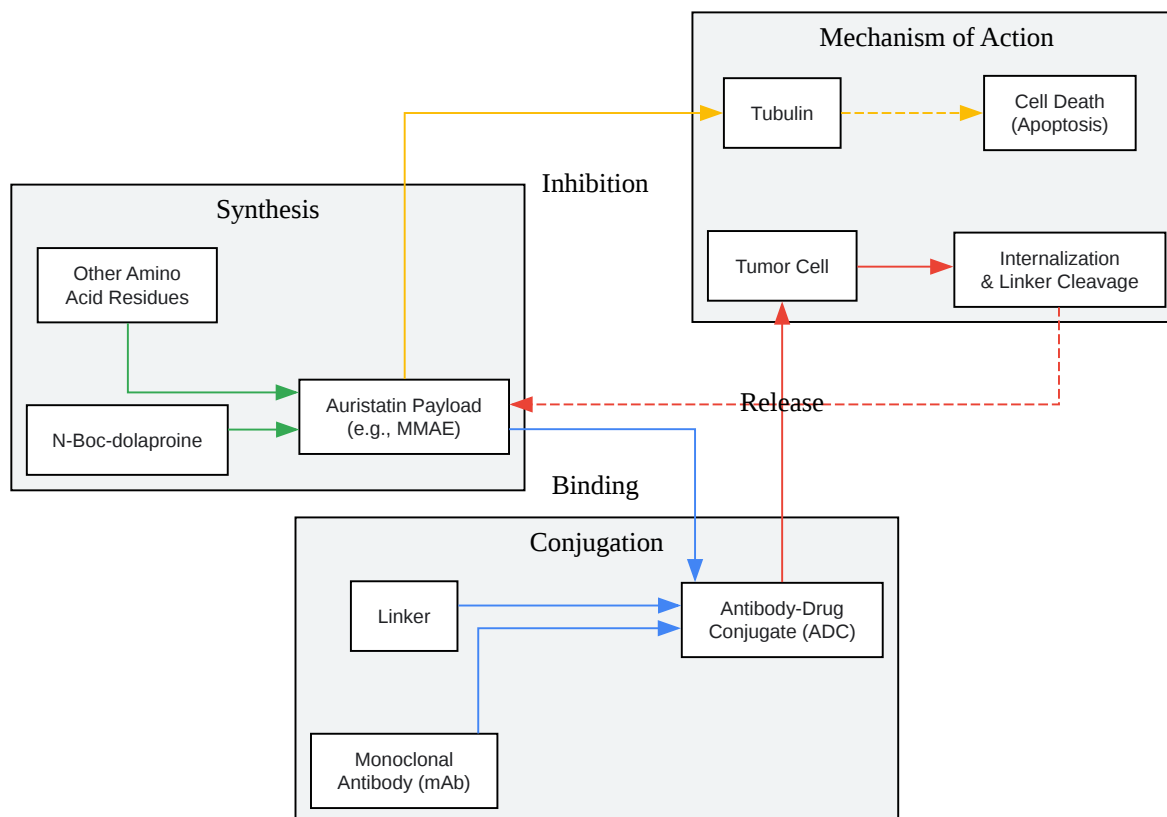 Mechanism of Action
Tubulin
Cell Death
(Apoptosis)
Inhibition
Synthesis
Other Amino
Acid Residues
Tumor Cell
Internalization
& Linker Cleavage
Auristatin Payload
(e.g., MMAE)
Release
N-Boc-dolaproine
Binding
Conjugation
Linker
Antibody-Drug
Conjugate (ADC)
Monoclonal
Antibody (mAb)